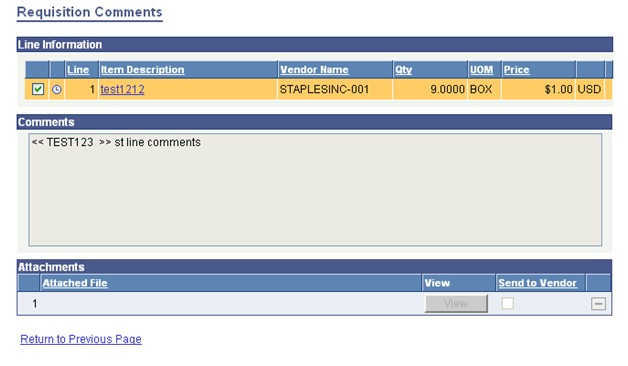 Requisition Comments
Line Information
Line Item Description Vendor Name Qty UOM Price
1 test1212 STAPLESINC-001 9.0000 BOX $1.00 USD
Comments
<< TEST123 >> st line comments
Attachments
Attached File View Send to Vendor
1 View
Return to Previous Page